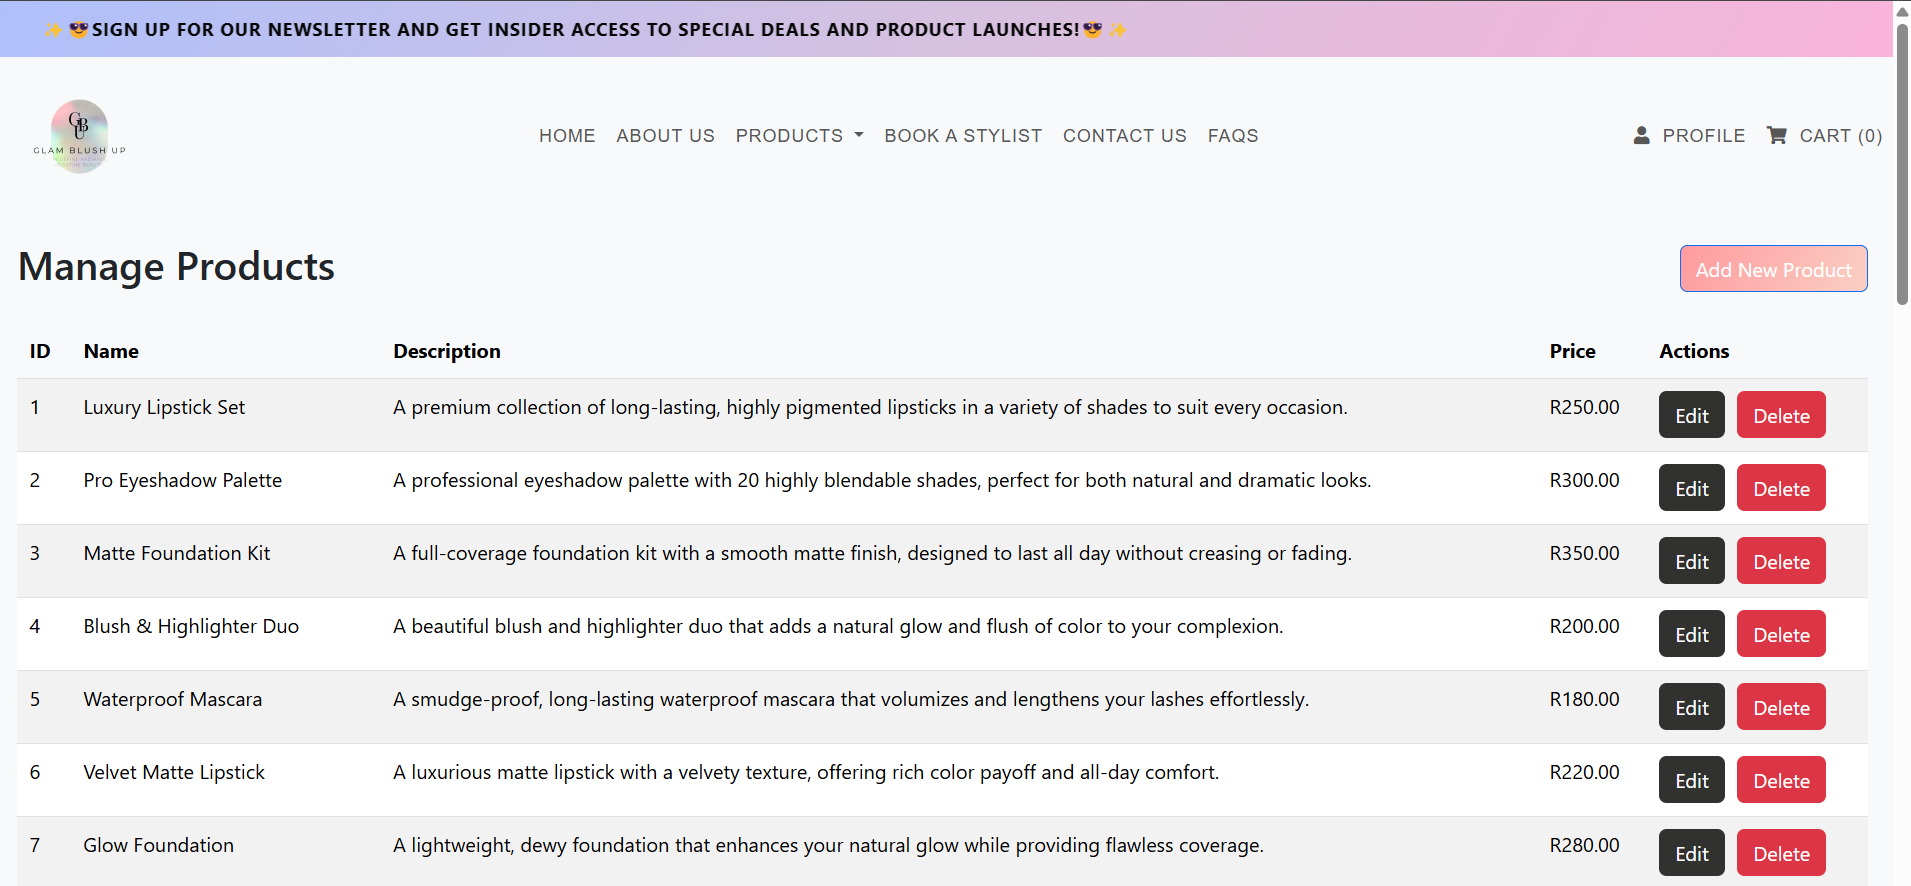 ✨😎SIGN UP FOR OUR NEWSLETTER AND GET INSIDER ACCESS TO SPECIAL DEALS AND PRODUCT LAUNCHES!😎✨
GBU
GLAM BLUSH UP
HOME ABOUT US PRODUCTS BOOK A STYLIST CONTACT US FAQS PROFILE CART (0)
Manage Products Add New Product
ID Name Description Price Actions
1 Luxury Lipstick Set A premium collection of long-lasting, highly pigmented lipsticks in a variety of shades to suit every occasion. R250.00 Edit Delete
2 Pro Eyeshadow Palette A professional eyeshadow palette with 20 highly blendable shades, perfect for both natural and dramatic looks. R300.00 Edit Delete
3 Matte Foundation Kit A full-coverage foundation kit with a smooth matte finish, designed to last all day without creasing or fading. R350.00 Edit Delete
4 Blush & Highlighter Duo A beautiful blush and highlighter duo that adds a natural glow and flush of color to your complexion. R200.00 Edit Delete
5 Waterproof Mascara A smudge-proof, long-lasting waterproof mascara that volumizes and lengthens your lashes effortlessly. R180.00 Edit Delete
6 Velvet Matte Lipstick A luxurious matte lipstick with a velvety texture, offering rich color payoff and all-day comfort. R220.00 Edit Delete
7 Glow Foundation A lightweight, dewy foundation that enhances your natural glow while providing flawless coverage. R280.00 Edit Delete